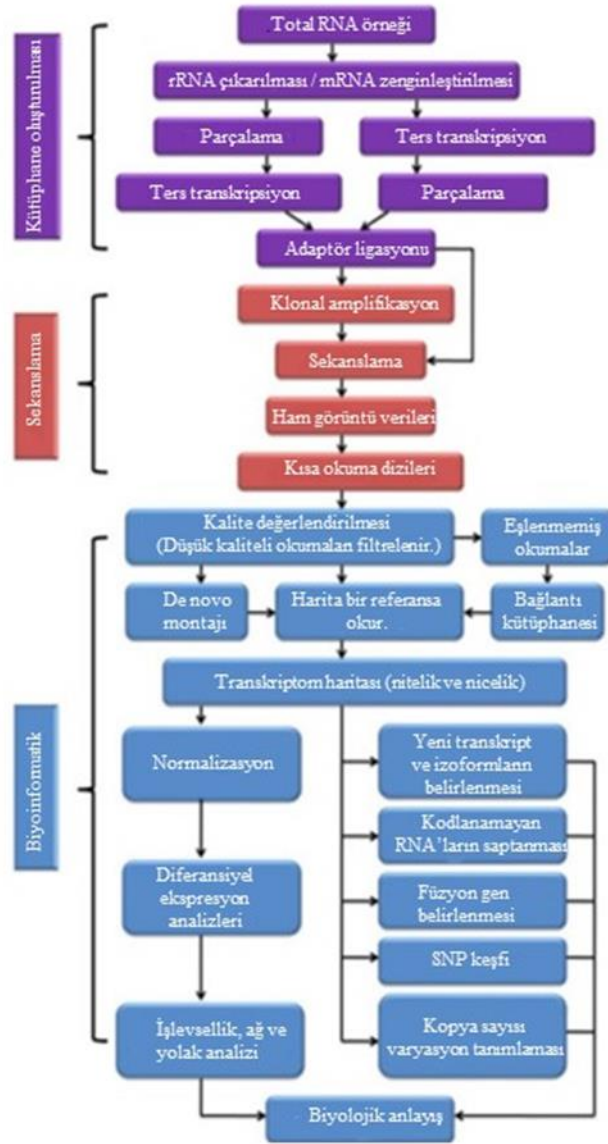 Kütüphane oluşturulması
Total RNA örneği
rRNA çıkarılması / mRNA zenginleştirilmesi
Parçalama
Ters transkripsiyon
Ters transkripsiyon
Parçalama
Adaptör ligasyonu
Sekanslama
Klonal amplifikasyon
Sekanslama
Ham görüntü verileri
Kısa okuma dizileri
Biyoinformatik
Kalite değerlendirilmesi
(Düşük kaliteli okumaları filtrelenir.)
Eşlenmemiş
okumalar
De novo
montajı
Harita bir referansa
okur.
Bağlantı
kütüphanesi
Transkriptom haritası (nitelik ve nicelik)
Normalizasyon
Diferansiyel
ekspresyon
analizleri
İşlevsellik, ağ ve
yolak analizi
Yeni transkript
ve izoformların
belirlenmesi
Kodlanamayan
RNA'ların saptanması
Füzyon gen
belirlenmesi
SNP keşfi
Kopya sayısı
varyasyon tanımlaması
Biyolojik anlayış